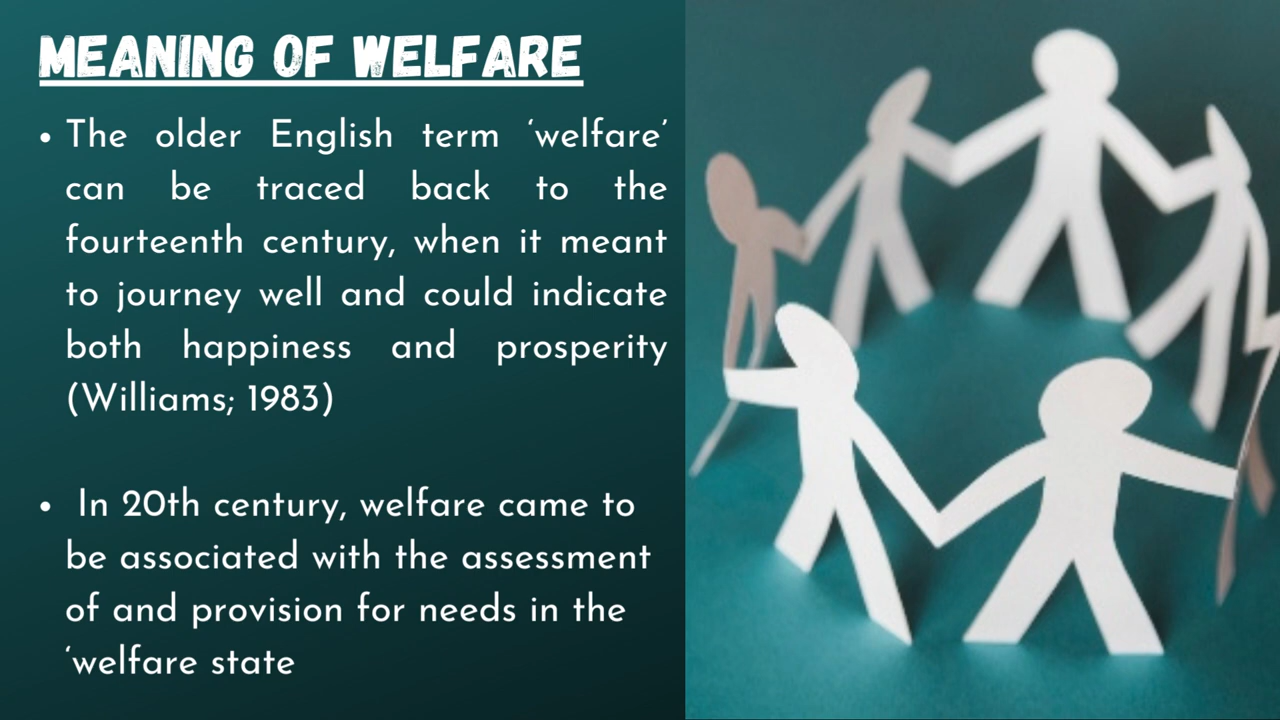 MEANING OF WELFARE
• The older English term ‘welfare’
can be traced back to the
fourteenth century, when it meant
to journey well and could indicate
both happiness and prosperity
(Williams; 1983)
• In 20th century, welfare came to
be associated with the assessment
of and provision for needs in the
‘welfare state